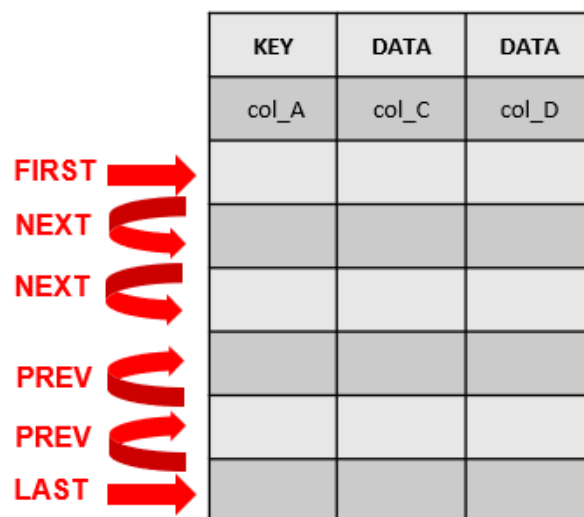 KEY DATA DATA
col_A col_C col_D
FIRST
NEXT
NEXT
PREV
PREV
LAST